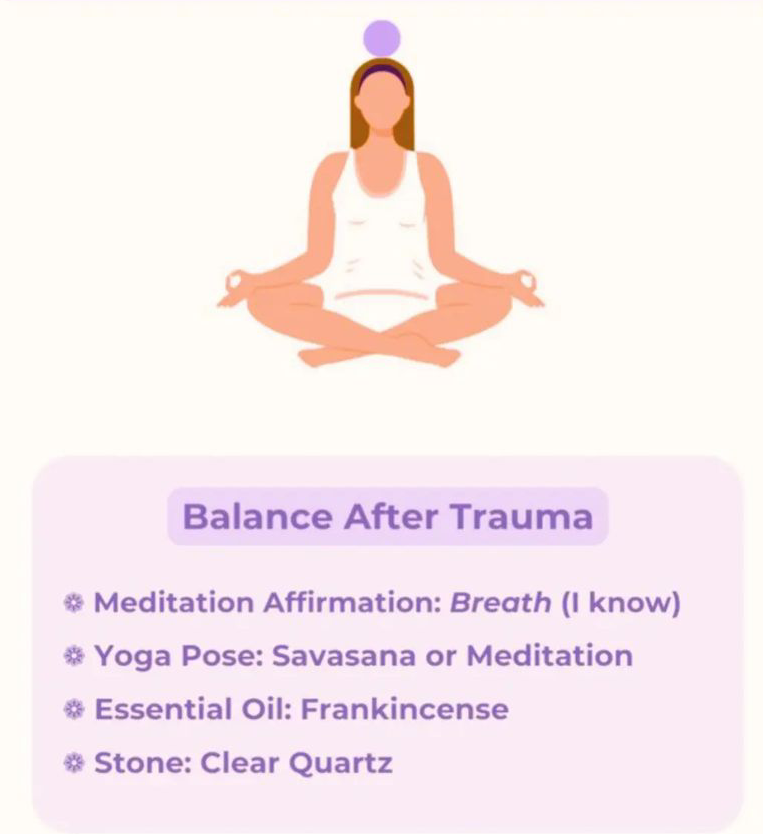 Balance After Trauma
❁ Meditation Affirmation: Breath (I know)
❁ Yoga Pose: Savasana or Meditation
❁ Essential Oil: Frankincense
❁ Stone: Clear Quartz